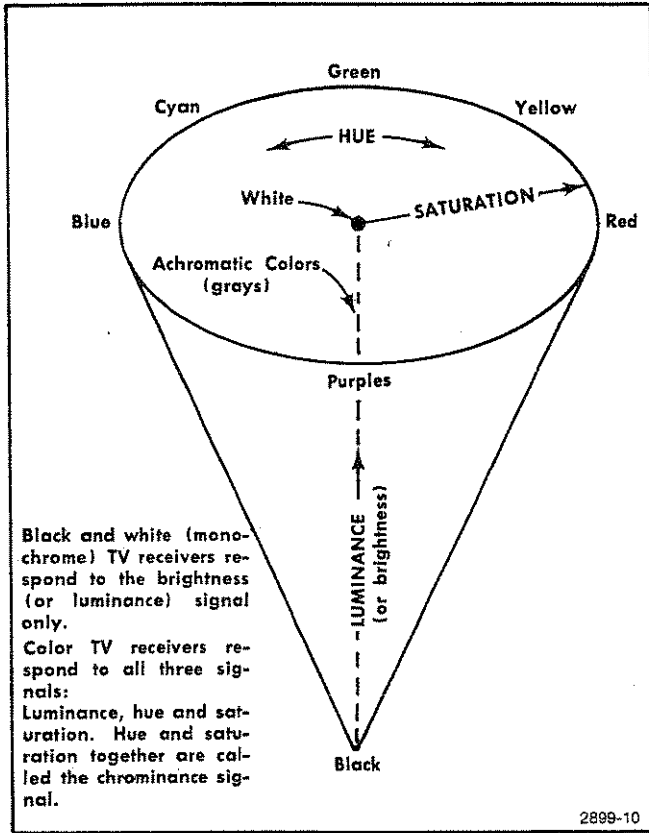 Green
Cyan
Yellow
HUE
White
SATURATION
Blue
Red
Achromatic Colors
(grays)
Purples
LUMINANCE
(or brightness)
Black and white (mono-
chrome) TV receivers re-
spond to the brightness
(or luminance) signal
only.
Color TV receivers re-
spond to all three sig-
nals:
Luminance, hue and sat-
uration. Hue and satu-
ration together are cal-
led the chrominance sig-
nal.
Black
2899-10